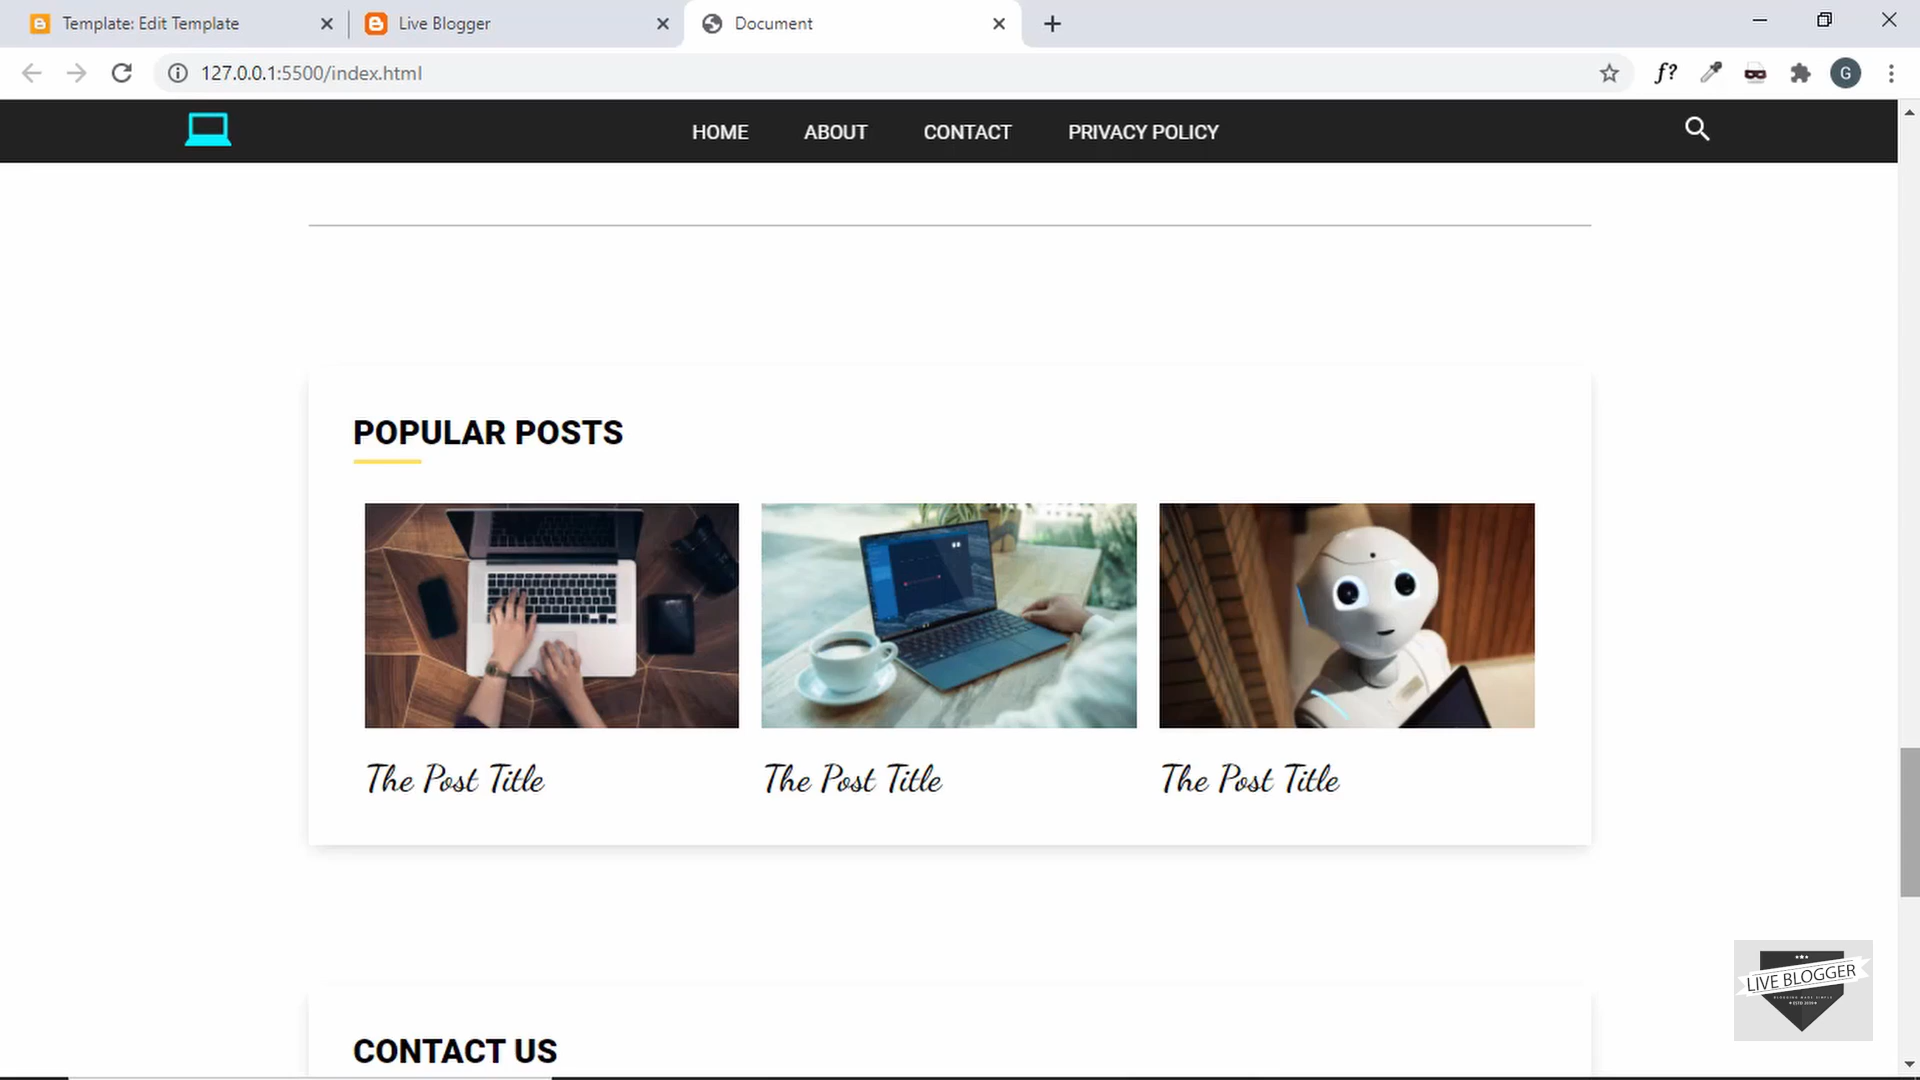 Template: Edit Template
Live Blogger
Document
127.0.0.1:5500/index.html
f?
G
HOME
ABOUT
CONTACT
PRIVACY POLICY
POPULAR POSTS
The Post Title
The Post Title
The Post Title
LIVE BLOGGER
CONTACT US